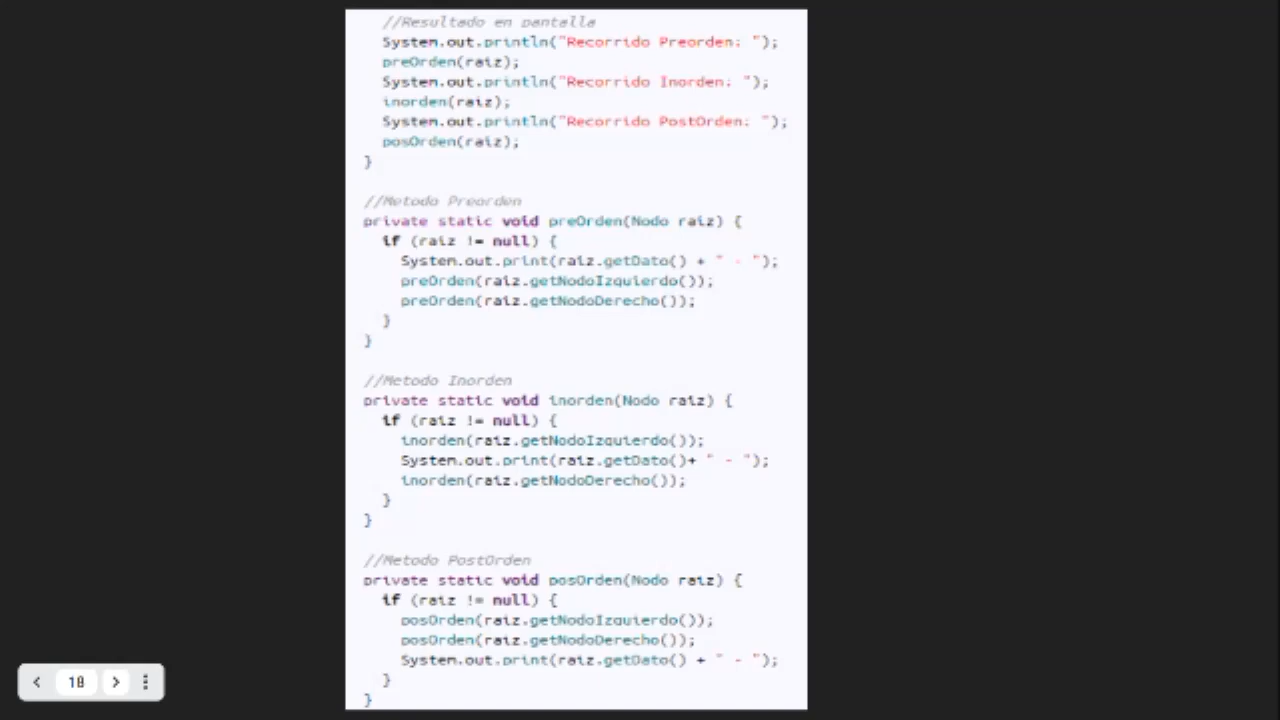 //Resultado en pantalla
System.out.println("Recorrido Preorden: ");
preOrden(raiz);
System.out.println("Recorrido Inorden: ");
inorden(raiz);
System.out.println("Recorrido PostOrden: ");
posOrden(raiz);
}
//Metodo Preorden
private static void preOrden(Nodo raiz) {
if (raiz != null) {
System.out.print(raiz.getDato() + " - ");
preOrden(raiz.getNodoIzquierdo());
preOrden(raiz.getNodoDerecho());
}
}
//Metodo Inorden
private static void inorden(Nodo raiz) {
if (raiz != null) {
inorden(raiz.getNodoIzquierdo());
System.out.print(raiz.getDato()+ " - ");
inorden(raiz.getNodoDerecho());
}
}
//Metodo PostOrden
private static void posOrden(Nodo raiz) {
if (raiz != null) {
posOrden(raiz.getNodoIzquierdo());
posOrden(raiz.getNodoDerecho());
System.out.print(raiz.getDato() + " - ");
}
}
18